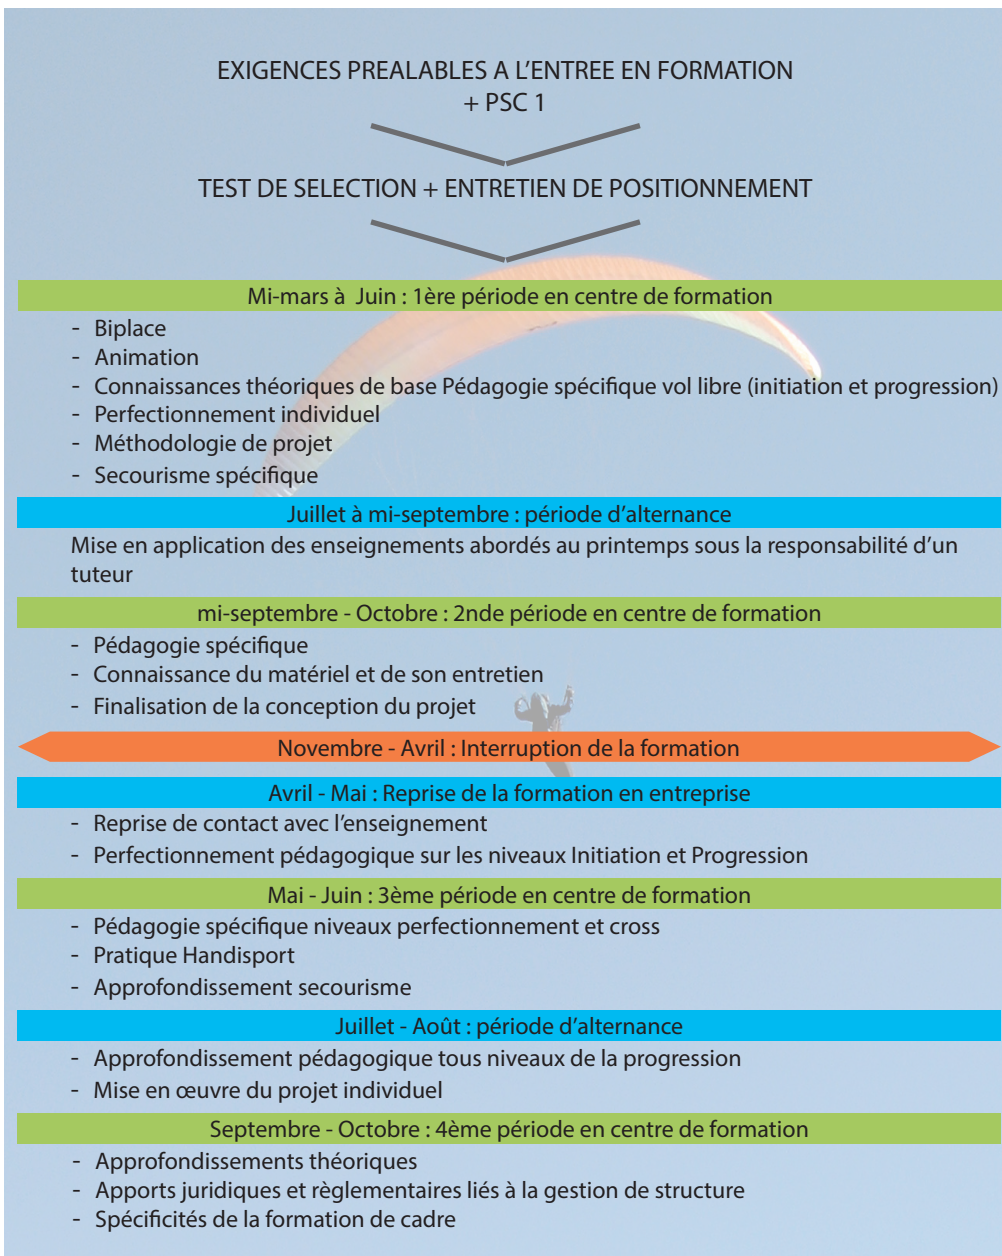 EXIGENCES PREALABLES A L'ENTREE EN FORMATION
+ PSC 1
TEST DE SELECTION + ENTRETIEN DE POSITIONNEMENT
Mi-mars à Juin : 1ère période en centre de formation
- Biplace
- Animation
- Connaissances théoriques de base Pédagogie spécifique vol libre (initiation et progression)
- Perfectionnement individuel
- Méthodologie de projet
- Secourisme spécifique
Juillet à mi-septembre : période d'alternance
Mise en application des enseignements abordés au printemps sous la responsabilité d'un
tuteur
mi-septembre - Octobre : 2nde période en centre de formation
- Pédagogie spécifique
- Connaissance du matériel et de son entretien
- Finalisation de la conception du projet
Novembre - Avril : Interruption de la formation
Avril - Mai : Reprise de la formation en entreprise
- Reprise de contact avec l'enseignement
- Perfectionnement pédagogique sur les niveaux Initiation et Progression
Mai - Juin : 3ème période en centre de formation
- Pédagogie spécifique niveaux perfectionnement et cross
- Pratique Handisport
- Approfondissement secourisme
Juillet - Août : période d'alternance
- Approfondissement pédagogique tous niveaux de la progression
- Mise en œuvre du projet individuel
Septembre - Octobre : 4ème période en centre de formation
- Approfondissements théoriques
- Apports juridiques et règlementaires liés à la gestion de structure
- Spécificités de la formation de cadre